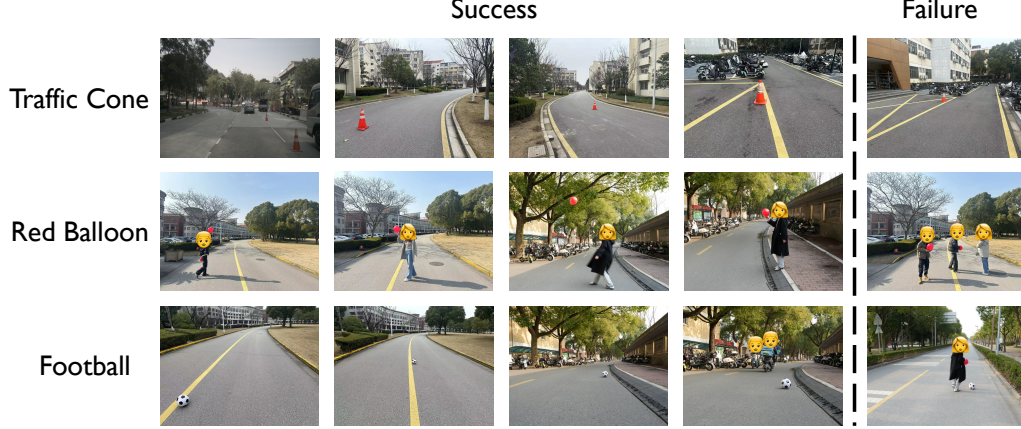 Success
Failure
Traffic Cone
Red Balloon
Football